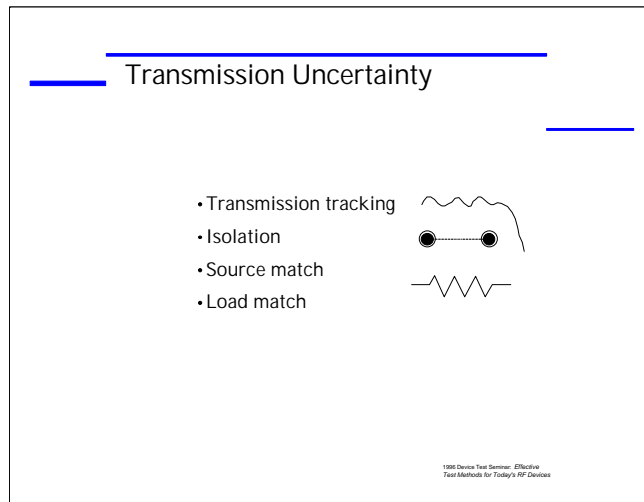 Transmission Uncertainty
• Transmission tracking
• Isolation
• Source match
• Load match
1996 Device Test Seminar: Effective
Test Methods for Today's RF Devices